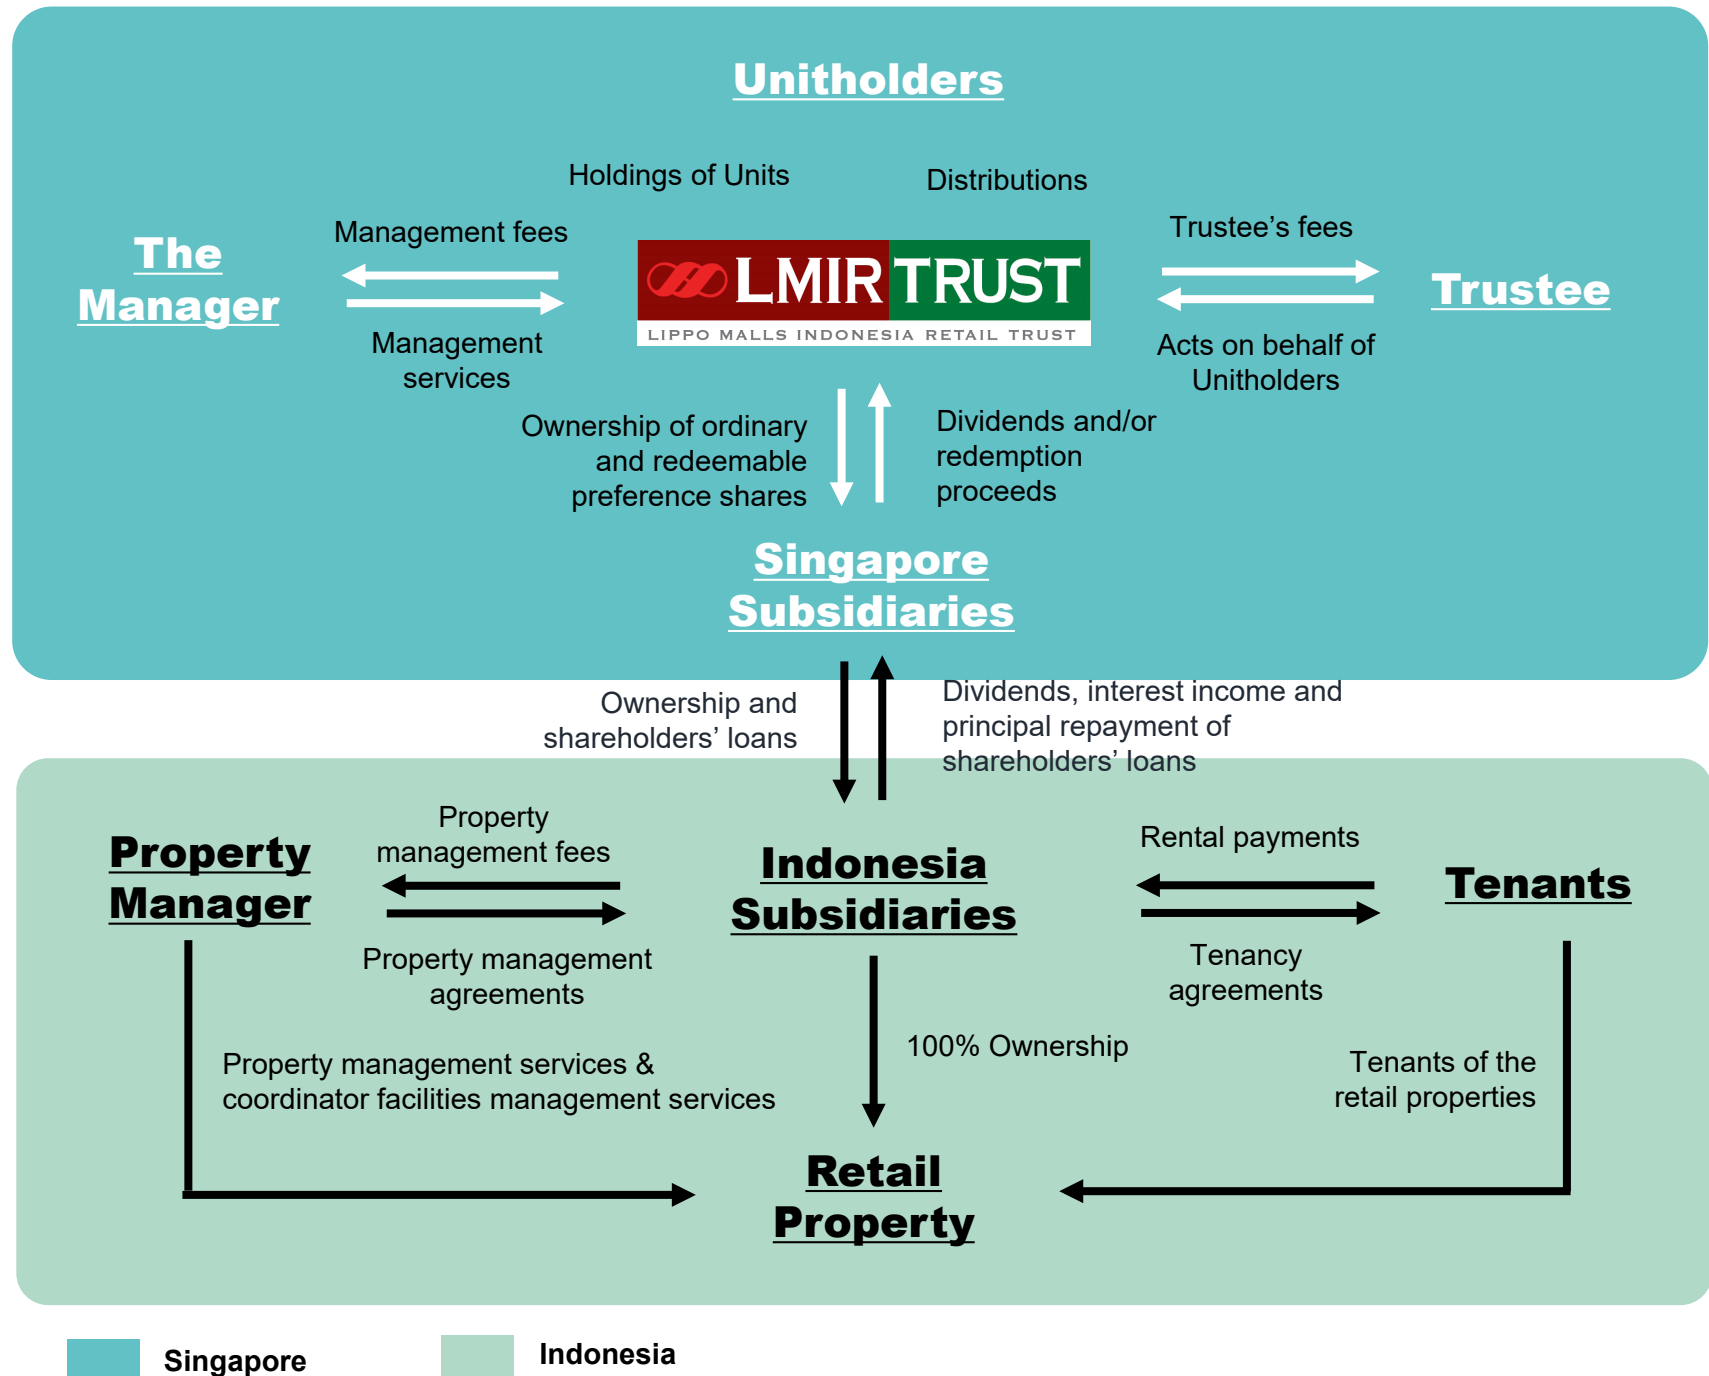 Unitholders
Holdings of Units
Distributions
Management fees
Trustee’s fees
The
Manager
LMIR TRUST
LIPPO MALLS INDONESIA RETAIL TRUST
Trustee
Management
services
Acts on behalf of
Unitholders
Ownership of ordinary
and redeemable
preference shares
Dividends and/or
redemption
proceeds
Singapore
Subsidiaries
Ownership and
shareholders’ loans
Dividends, interest income and
principal repayment of
shareholders’ loans
Property
management fees
Rental payments
Property
Manager
Indonesia
Subsidiaries
Tenants
Property management
agreements
Tenancy
agreements
100% Ownership
Property management services &
coordinator facilities management services
Tenants of the
retail properties
Retail
Property
Singapore
Indonesia